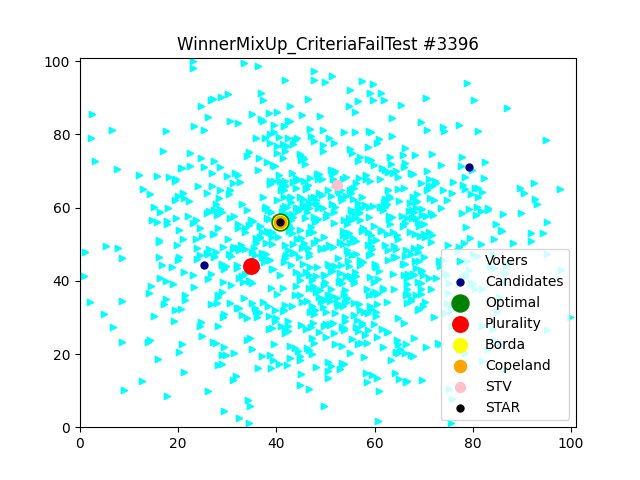 WinnerMixUp_CriteriaFailTest #3396
100
80
60
40
20
0
0 20 40 60 80 100
Voters
Candidates
Optimal
Plurality
Borda
Copeland
STV
STAR